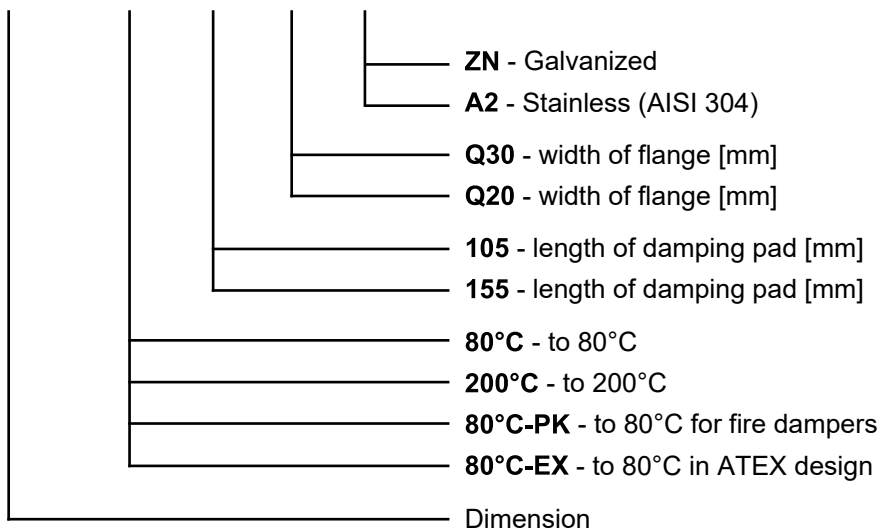 ZN - Galvanized
A2 - Stainless (AISI 304)
Q30 - width of flange [mm]
Q20 - width of flange [mm]
105 - length of damping pad [mm]
155 - length of damping pad [mm]
80°C - to 80°C
200°C - to 200°C
80°C-PK - to 80°C for fire dampers
80°C-EX - to 80°C in ATEX design
Dimension